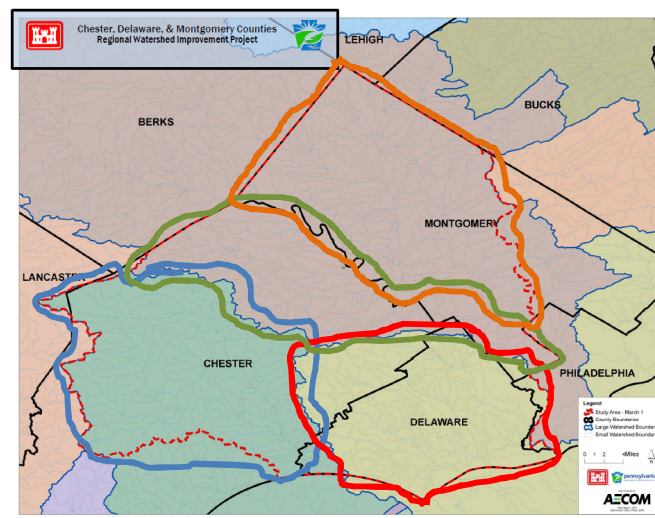 Chester, Delaware, & Montgomery Counties
Regional Watershed Improvement Project
LEHIGH
BUCKS
BERKS
MONTGOMERY
LANCASTER
CHESTER
PHILADELPHIA
DELAWARE
Legend
Study Area - March 1
County Boundaries
Large Watershed Boundar
Small Watershed Boundar
0 1 2 4 Miles
N
pennsylvania
AECOM